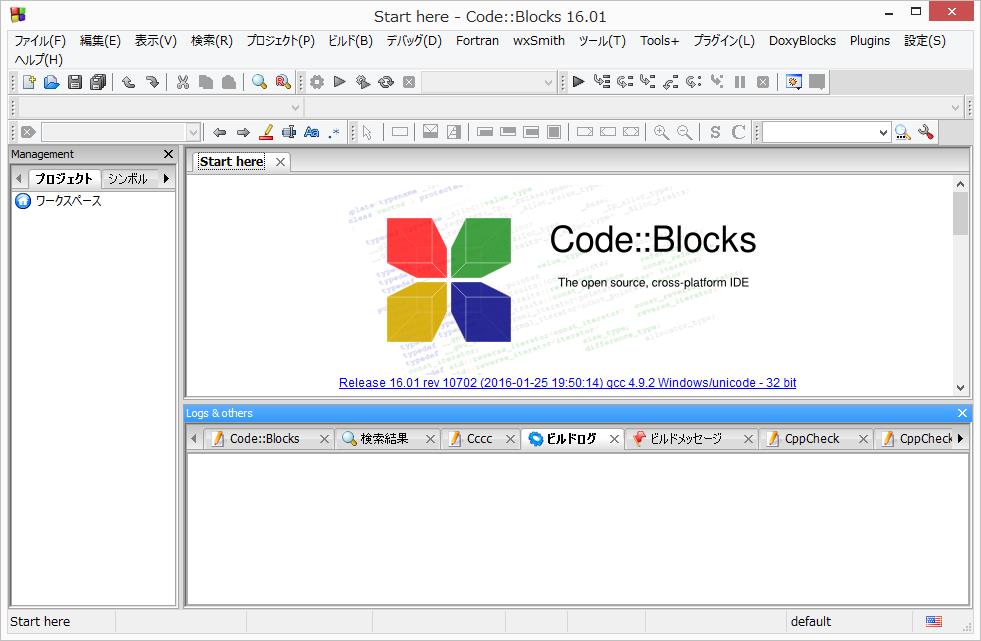 Start here - Code::Blocks 16.01
ファイル(F) 編集(E) 表示(V) 検索(R) プロジェクト(P) ビルド(B) デバッグ(D) Fortran wxSmith ツール(T) Tools+ プラグイン(L) DoxyBlocks Plugins 設定(S)
ヘルプ(H)
Management
プロジェクト シンボル
ワークスペース
Start here
Code::Blocks
The open source, cross-platform IDE
Release 16.01 rev 10702 (2016-01-25 19:50:14) gcc 4.9.2 Windows/unicode - 32 bit
Logs & others
Code::Blocks 検索結果 Cccc ビルドログ ビルドメッセージ CppCheck CppCheck
Start here default